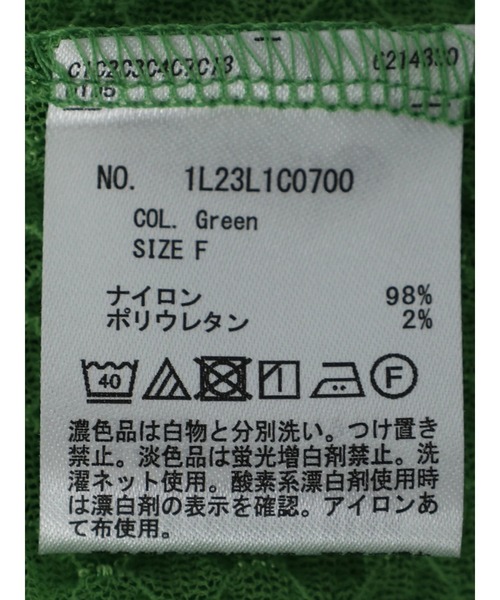 NO. 1L23L1C0700
COL. Green
SIZE F
ナイロン 98%
ポリウレタン 2%
40 F
濃色品は白物と分別洗い。つけ置き
禁止。淡色品は蛍光増白剤禁止。洗
濯ネット使用。酸素系漂白剤使用時
は漂白剤の表示を確認。アイロンあ
て布使用。